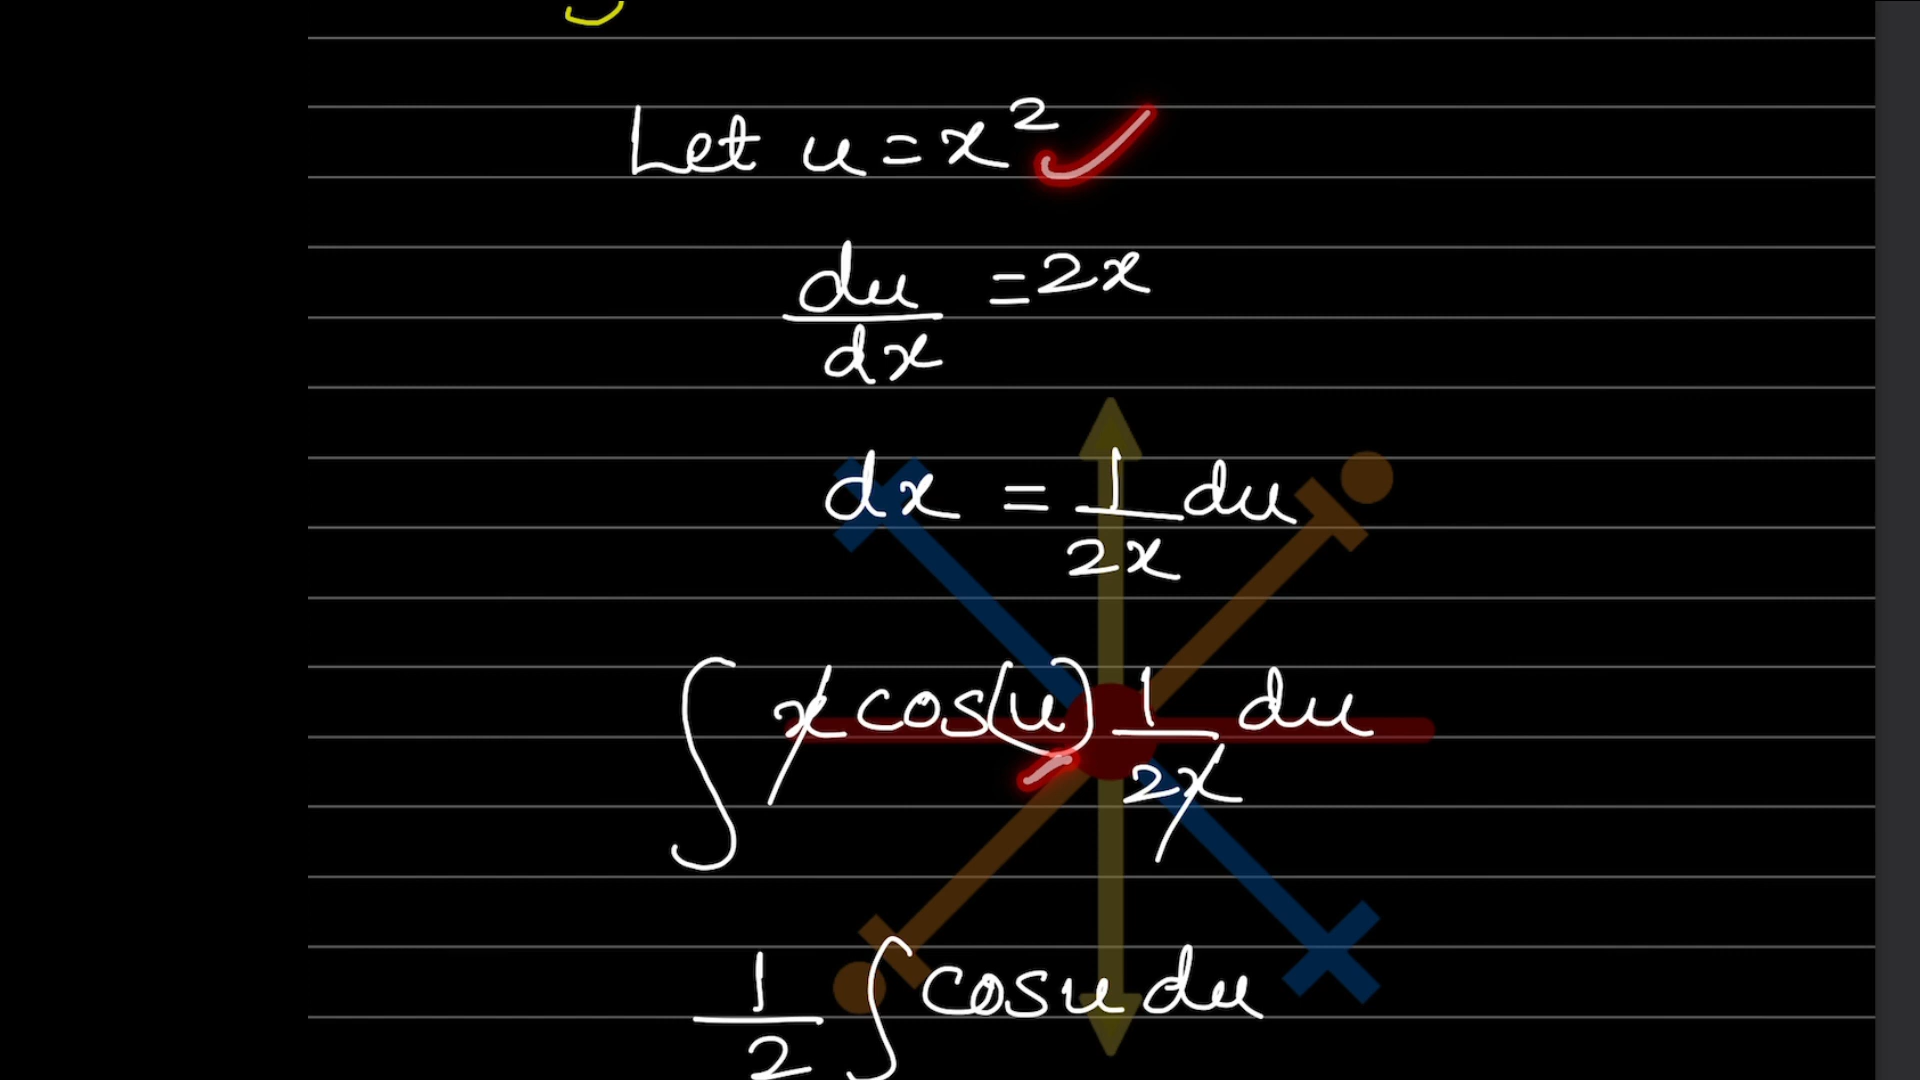 Let u = x²
du/dx = 2x
dx = 1/2x du
∫ x cos(u) 1/2x du
1/2 ∫ cos u du